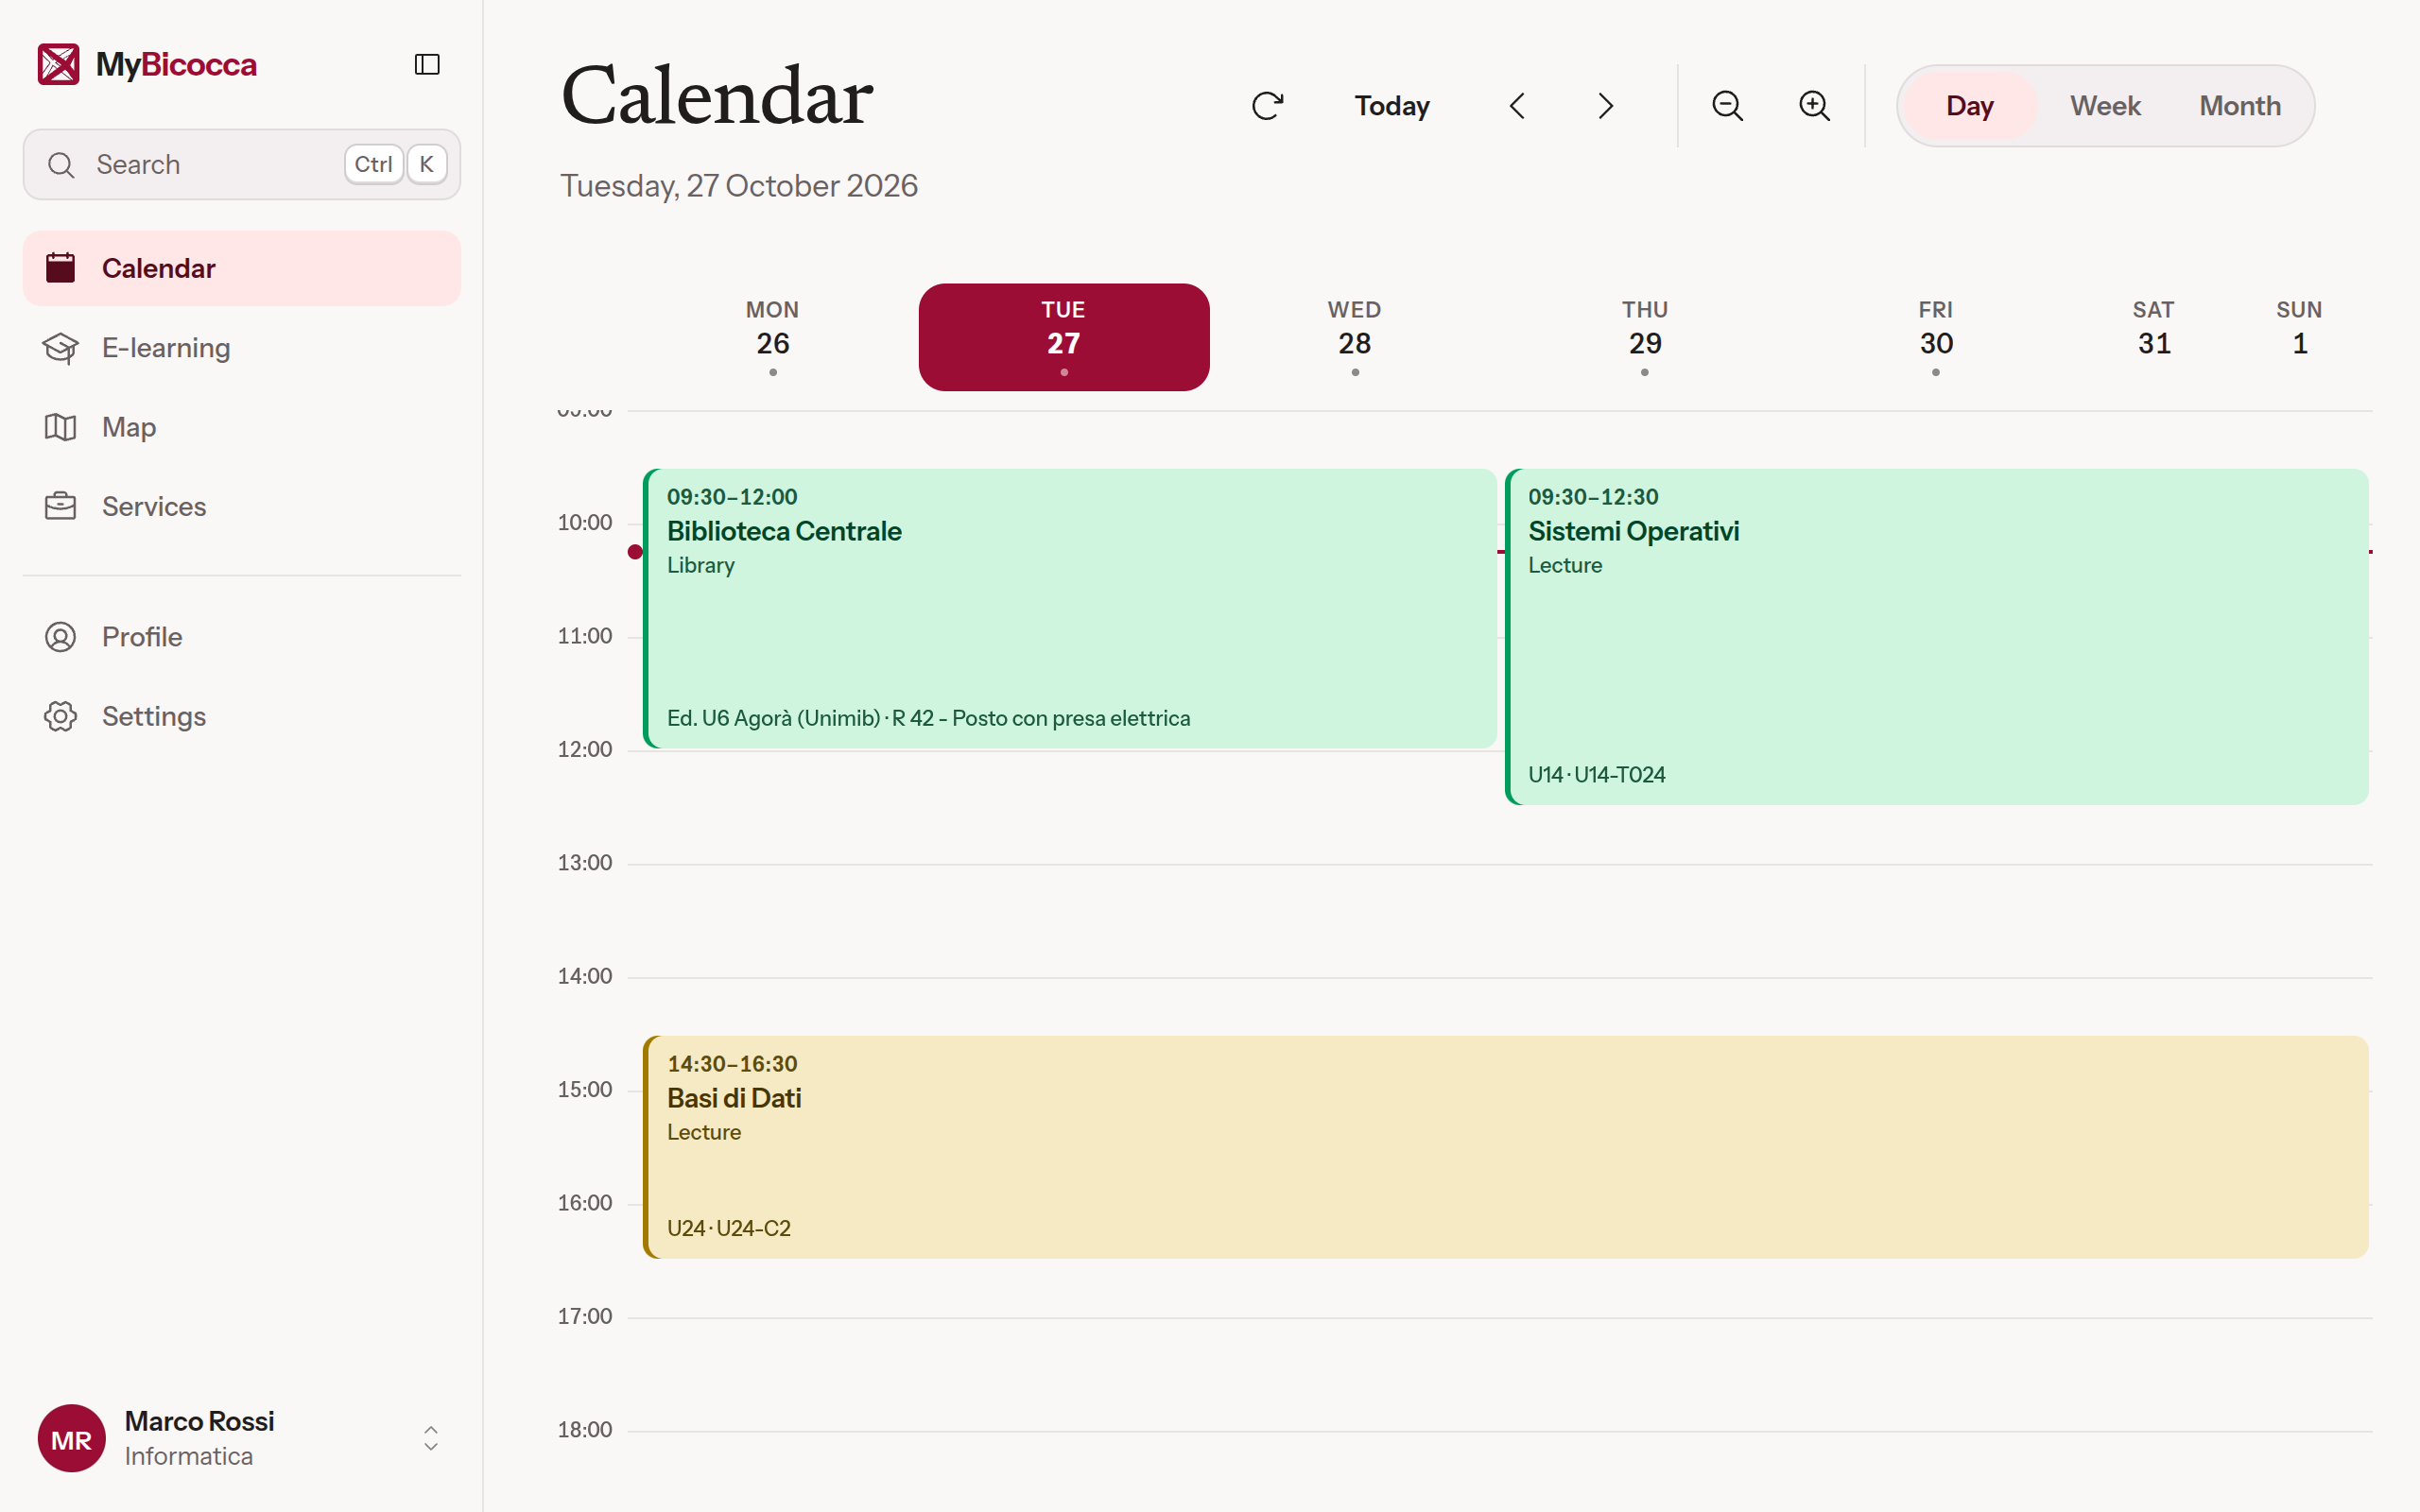 MyBicocca
Search
Ctrl K
Calendar
E-learning
Map
Services
Profile
Settings
Marco Rossi
Informatica
MR
Calendar
Tuesday, 27 October 2026
Today
Day Week Month
MON TUE WED THU FRI SAT SUN
26 27 28 29 30 31 1
09:30–12:00
Biblioteca Centrale
Library
Ed. U6 Agorà (Unimib) · R 42 - Posto con presa elettrica
09:30–12:30
Sistemi Operativi
Lecture
U14 · U14-T024
10:00
11:00
12:00
13:00
14:00
14:30–16:30
Basi di Dati
Lecture
U24 · U24-C2
15:00
16:00
17:00
18:00